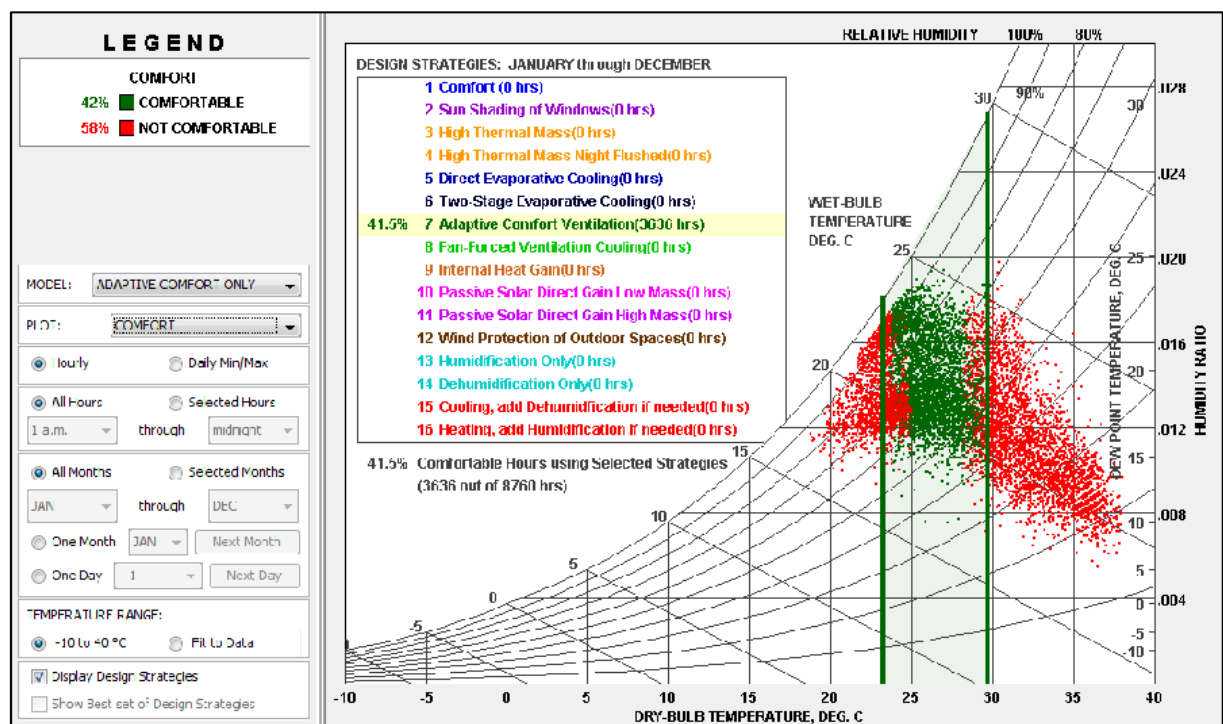 LEGEND
COMFORT
42% COMFORTABLE
58% NOT COMFORTABLE
MODEL: ADAPTIVE COMFORT ONLY
PLOT: COMFORT
Hourly Daily Min/Max
All Hours Selected Hours
1 a.m. through midnight
All Months Selected Months
JAN through DEC
One Month JAN Next Month
One Day 1 Next Day
TEMPERATURE RANGE:
-10 to 40 °C Fit to Data
Display Design Strategies
Show Best set of Design Strategies
RELATIVE HUMIDITY 100% 80%
90%
DESIGN STRATEGIES: JANUARY through DECEMBER
1 Comfort (0 hrs)
2 Sun Shading of Windows(0 hrs)
3 High Thermal Mass(0 hrs)
4 High Thermal Mass Night Flushed(0 hrs)
5 Direct Evaporative Cooling(0 hrs)
6 Two-Stage Evaporative Cooling(0 hrs)
41.5% 7 Adaptive Comfort Ventilation(3636 hrs)
8 Fan-Forced Ventilation Cooling(0 hrs)
9 Internal Heat Gain(0 hrs)
10 Passive Solar Direct Gain Low Mass(0 hrs)
11 Passive Solar Direct Gain High Mass(0 hrs)
12 Wind Protection of Outdoor Spaces(0 hrs)
13 Humidification Only(0 hrs)
14 Dehumidification Only(0 hrs)
15 Cooling, add Dehumidification if needed(0 hrs)
16 Heating, add Humidification if needed(0 hrs)
41.5% Comfortable Hours using Selected Strategies
(3636 out of 8760 hrs)
WET-BULB
TEMPERATURE
DEG. C
-5
0
5
10
15
20
25
30
30
25
20
15
10
5
0
-5
-10
DEW POINT TEMPERATURE, DEG. C
.028
.024
.020
.016
.012
.008
.004
HUMIDITY RATIO
-10 -5 0 5 10 15 20 25 30 35 40
DRY-BULB TEMPERATURE, DEG. C